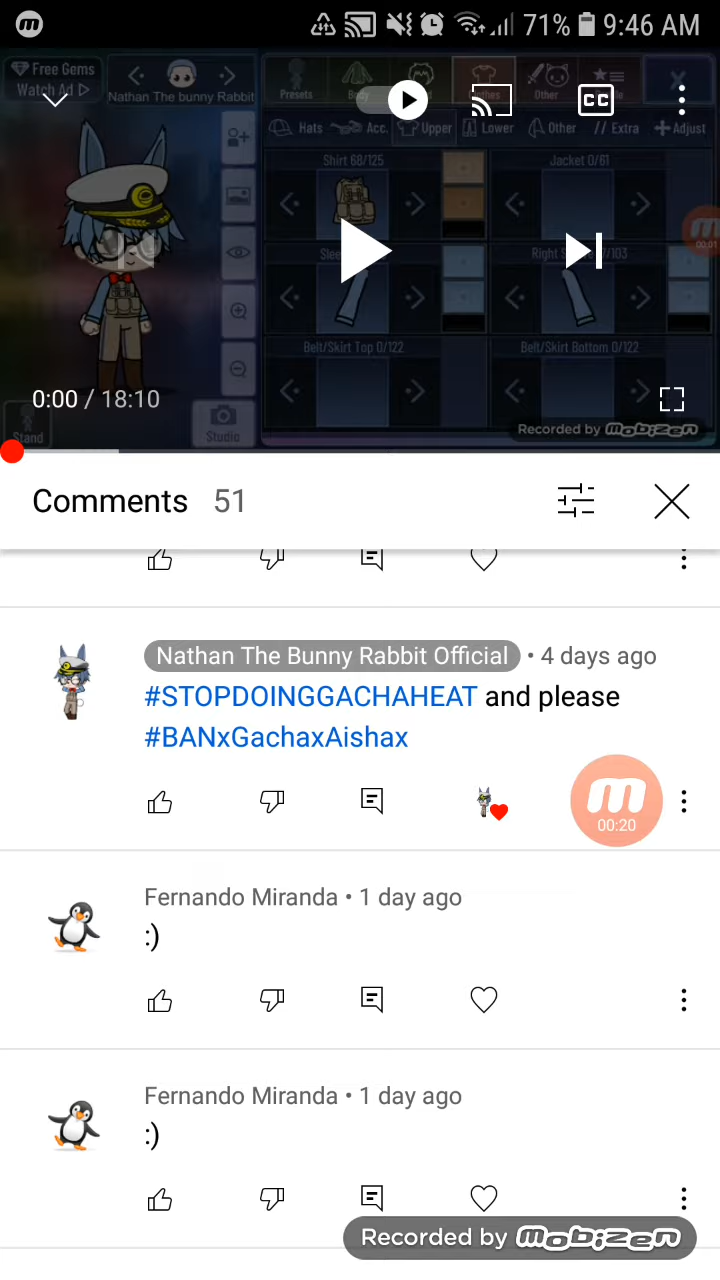 71% 9:46 AM
Free Gems
Watch Ad
Nathan The bunny Rabbit
Presets
Other
Hats
Acc.
Upper
Lower
Other
Extra
Adjust
Shirt 68/125
Jacket 0/61
00:01
Belt/Skirt Top 0/122
Belt/Skirt Bottom 0/122
0:00 / 18:10
Stand
Studio
Recorded by mobizen
Comments 51
Nathan The Bunny Rabbit Official • 4 days ago
#STOPDOINGGACHAHEAT and please
#BANxGachaxAishax
00:20
Fernando Miranda • 1 day ago
:)
Fernando Miranda • 1 day ago
:)
Recorded by mobizen